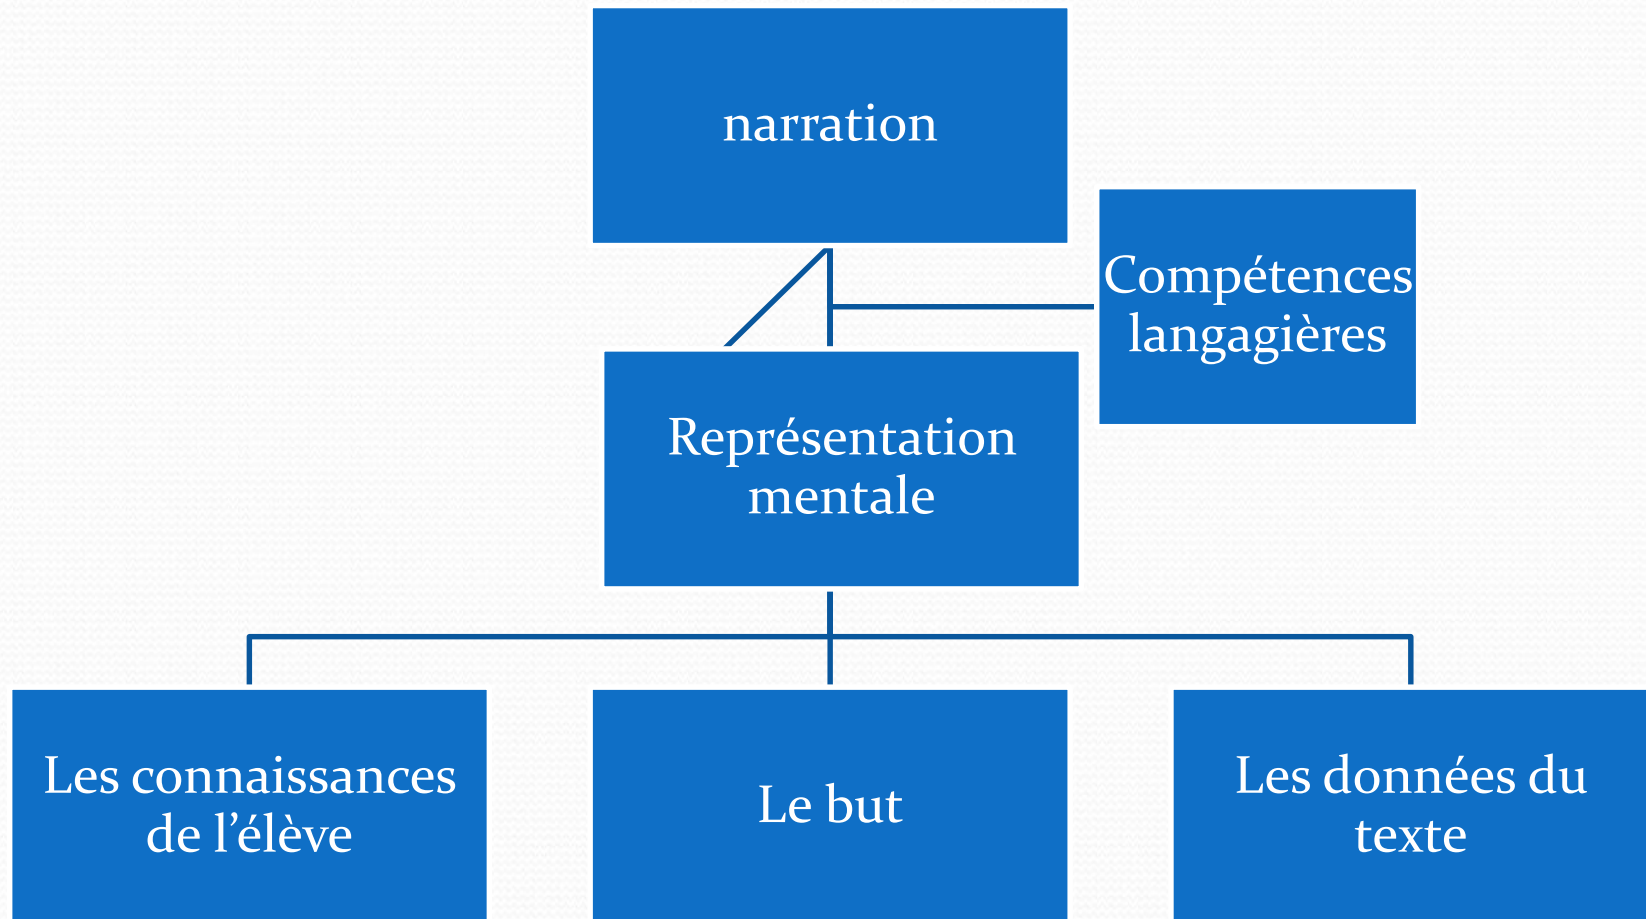 narration
Compétences
langagières
Représentation
mentale
Les connaissances
de l’élève
Le but
Les données du
texte